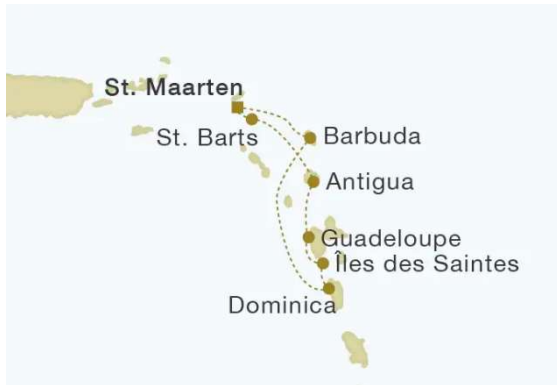 St. Maarten
St. Barts
Barbuda
Antigua
Guadeloupe
Îles des Saintes
Dominica